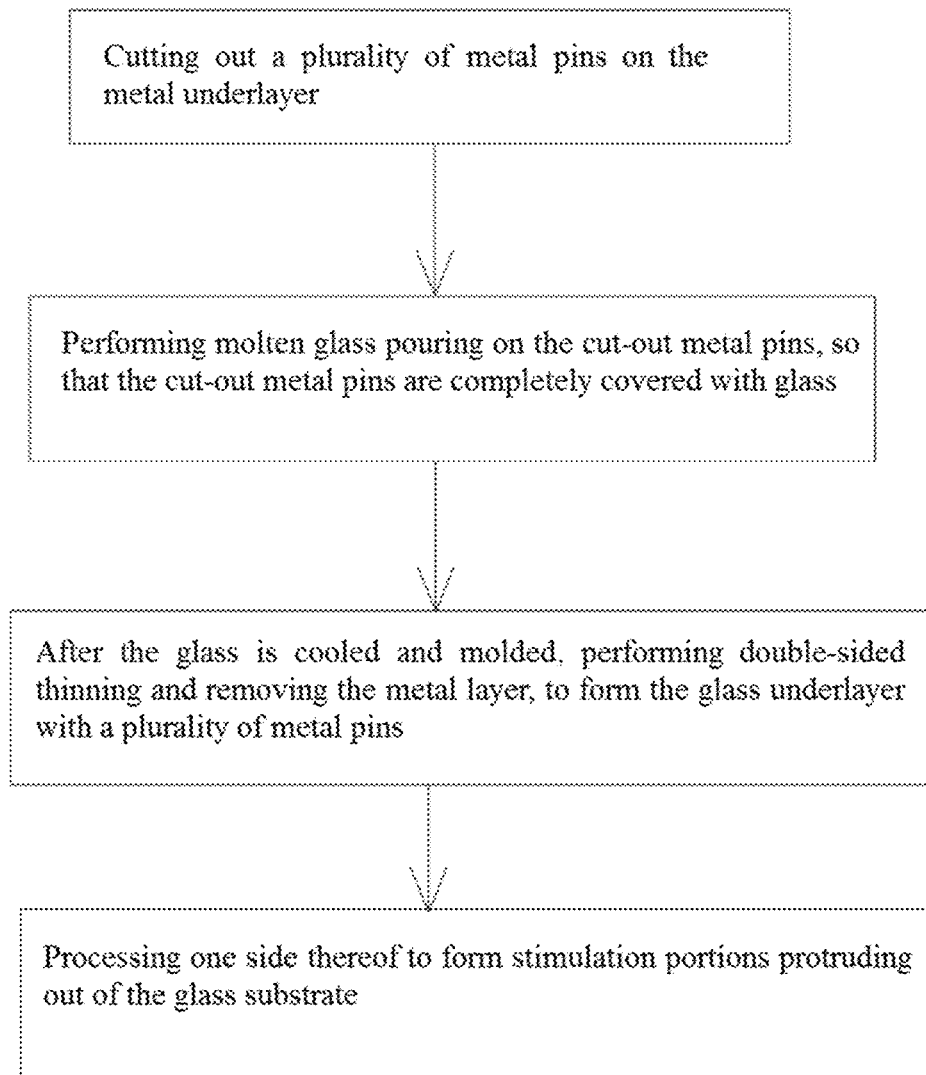 Cutting out a plurality of metal pins on the
metal underlayer
Performing molten glass pouring on the cut-out metal pins, so
that the cut-out metal pins are completely covered with glass
After the glass is cooled and molded, performing double-sided
thinning and removing the metal layer, to form the glass underlayer
with a plurality of metal pins
Processing one side thereof to form stimulation portions protruding
out of the glass substrate